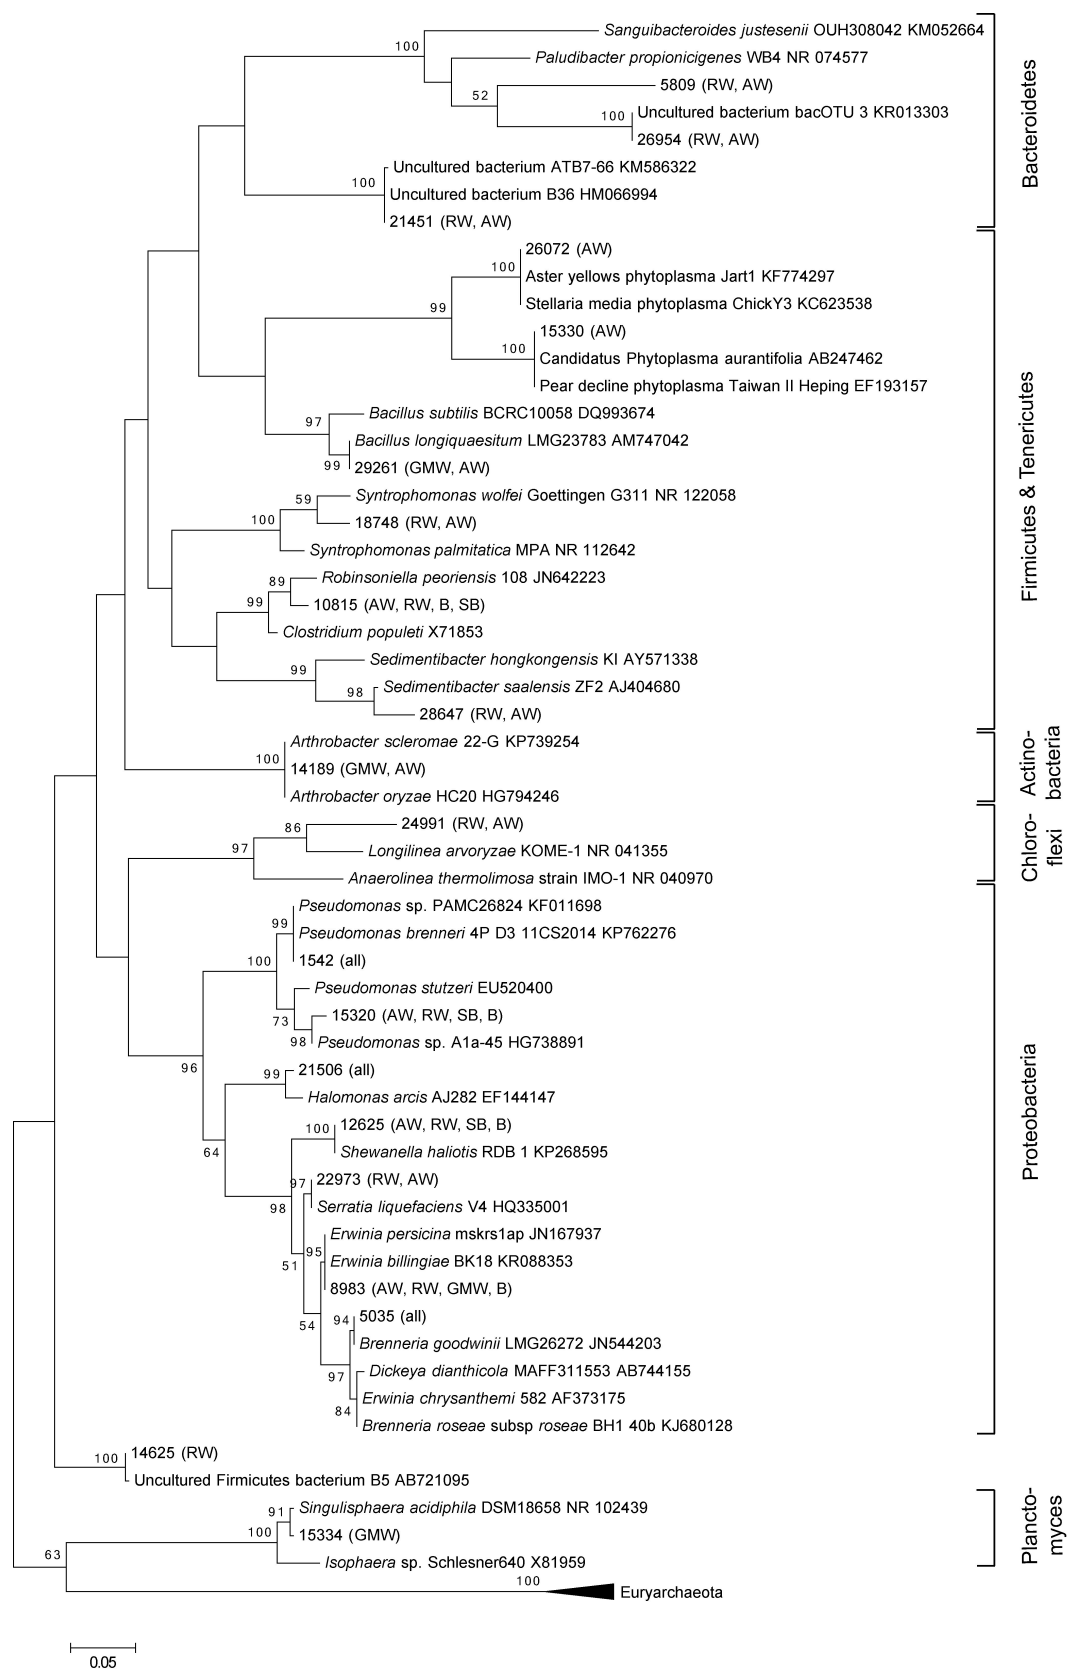 Sanguibacteroides justesenii OUH308042 KM052664
100
Paludibacter propionicigenes WB4 NR 074577
5809 (RW, AW)
52
Uncultured bacterium bacOTU 3 KR013303
100
26954 (RW, AW)
Bacteroidetes
Uncultured bacterium ATB7-66 KM586322
100
Uncultured bacterium B36 HM066994
21451 (RW, AW)
26072 (AW)
100
Aster yellows phytoplasma Jart1 KF774297
Stellaria media phytoplasma ChickY3 KC623538
99
15330 (AW)
100
Candidatus Phytoplasma aurantifolia AB247462
Pear decline phytoplasma Taiwan II Heping EF193157
Bacillus subtilis BCRC10058 DQ993674
97
Bacillus longiquaesitum LMG23783 AM747042
99
29261 (GMW, AW)
Firmicutes & Tenericutes
Syntrophomonas wolfei Goettingen G311 NR 122058
59
18748 (RW, AW)
100
Syntrophomonas palmitatica MPA NR 112642
Robinsoniella peoriensis 108 JN642223
89
10815 (AW, RW, B, SB)
99
Clostridium populeti X71853
Sedimentibacter hongkongensis KI AY571338
99
Sedimentibacter saalensis ZF2 AJ404680
98
28647 (RW, AW)
Arthrobacter scleromae 22-G KP739254
100
14189 (GMW, AW)
Arthrobacter oryzae HC20 HG794246
Actino-
bacteria
24991 (RW, AW)
86
Longilinea arvoryzae KOME-1 NR 041355
97
Anaerolinea thermolimosa strain IMO-1 NR 040970
Chloro-
flexi
Pseudomonas sp. PAMC26824 KF011698
99
Pseudomonas brenneri 4P D3 11CS2014 KP762276
1542 (all)
100
Pseudomonas stutzeri EU520400
73
15320 (AW, RW, SB, B)
98
Pseudomonas sp. A1a-45 HG738891
96
21506 (all)
99
Halomonas arcis AJ282 EF144147
12625 (AW, RW, SB, B)
100
Shewanella haliotis RDB 1 KP268595
64
Proteobacteria
22973 (RW, AW)
97
Serratia liquefaciens V4 HQ335001
98
Erwinia persicina mskrs1ap JN167937
95
Erwinia billingiae BK18 KR088353
51
8983 (AW, RW, GMW, B)
5035 (all)
94
54
Brenneria goodwinii LMG26272 JN544203
Dickeya dianthicola MAFF311553 AB744155
97
Erwinia chrysanthemi 582 AF373175
84
Brenneria roseae subsp roseae BH1 40b KJ680128
14625 (RW)
100
Uncultured Firmicutes bacterium B5 AB721095
Singulisphaera acidiphila DSM18658 NR 102439
91
15334 (GMW)
100
Isophaera sp. Schlesner640 X81959
Plancto-
myces
63
100
Euryarchaeota
0.05